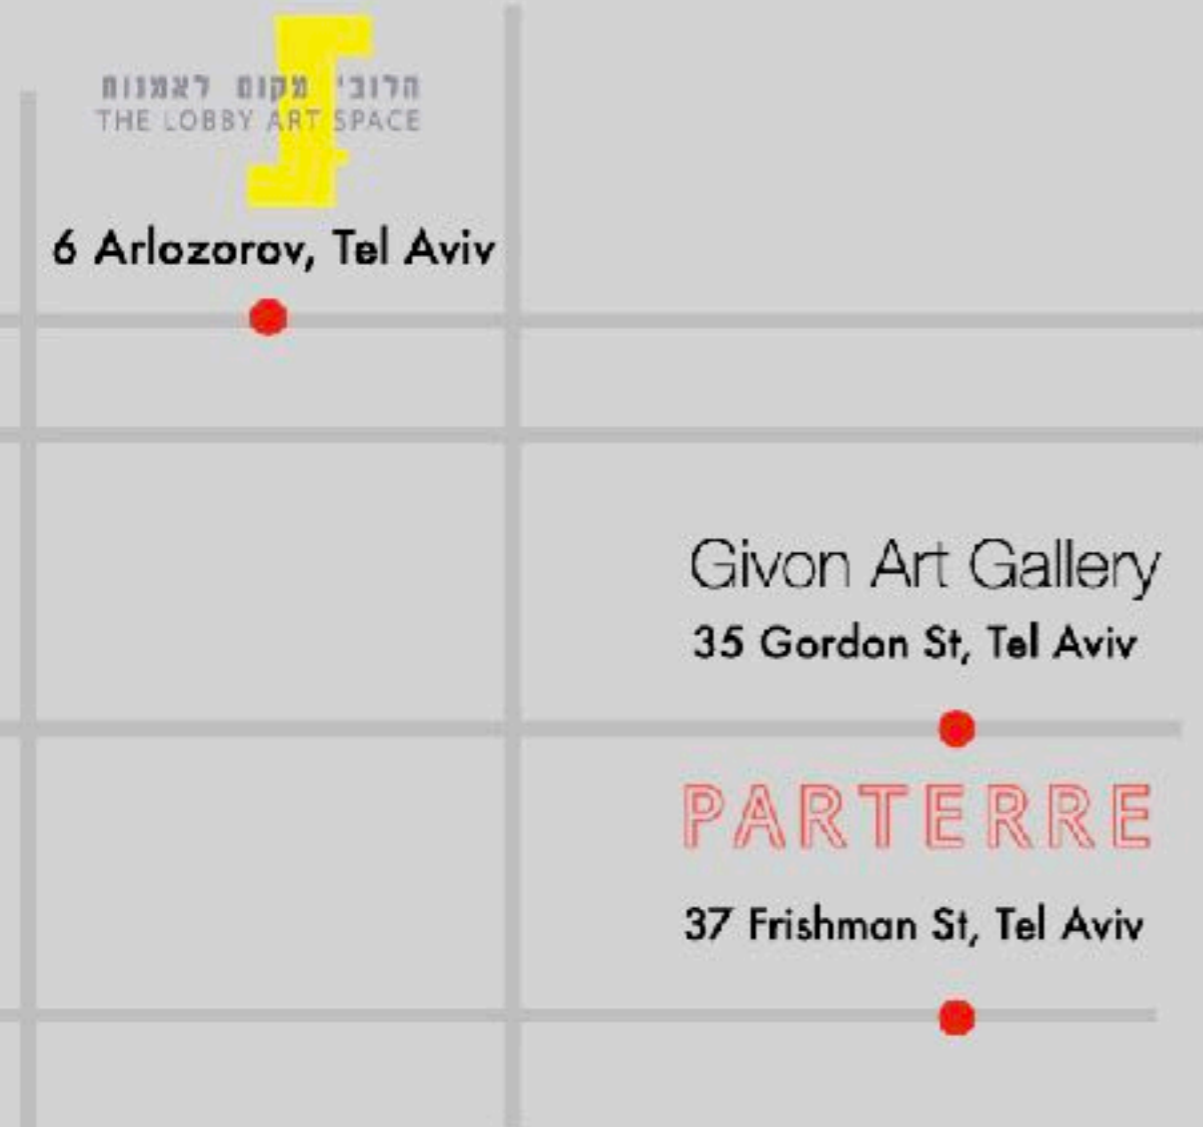 הלובי מקום לאמנות
THE LOBBY ART SPACE
6 Arlozorov, Tel Aviv
Givon Art Gallery
35 Gordon St, Tel Aviv
PARTERRE
37 Frishman St, Tel Aviv